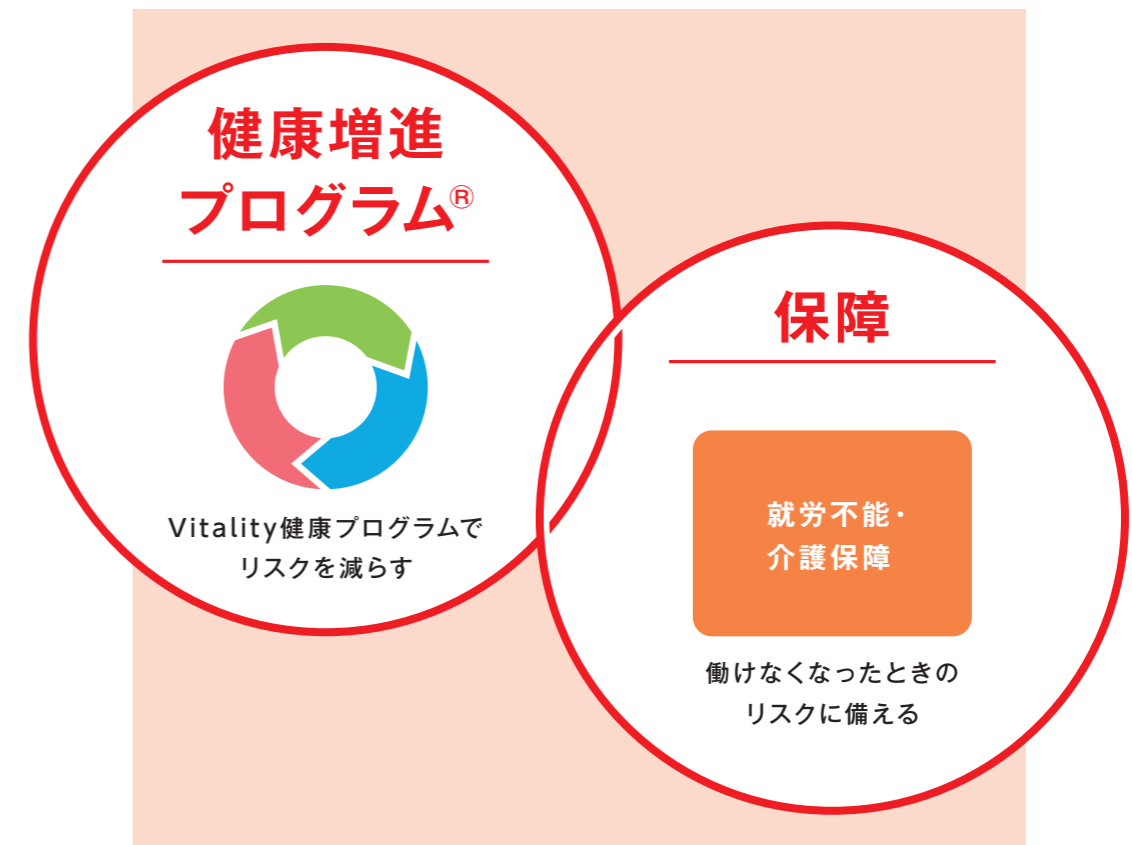 健康増進
プログラム®
Vitality健康プログラムで
リスクを減らす
保障
就労不能・
介護保障
働けなくなったときの
リスクに備える